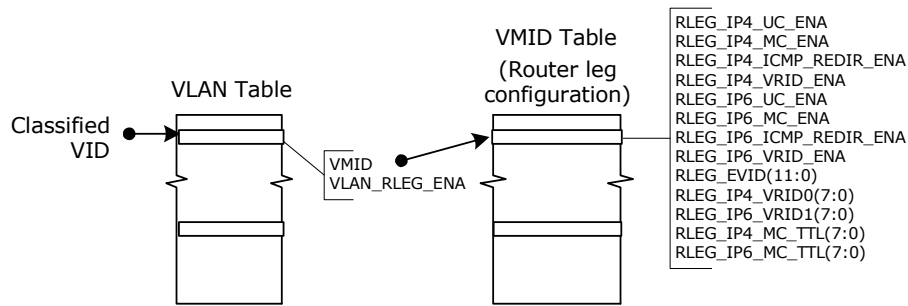 Classified
VID
VLAN Table
VMID
VLAN_RLEG_ENA
VMID Table
(Router leg
configuration)
RLEG_IP4_UC_ENA
RLEG_IP4_MC_ENA
RLEG_IP4_ICMP_REDIR_ENA
RLEG_IP4_VRID_ENA
RLEG_IP6_UC_ENA
RLEG_IP6_MC_ENA
RLEG_IP6_ICMP_REDIR_ENA
RLEG_IP6_VRID_ENA
RLEG_EVID(11:0)
RLEG_IP4_VRID0(7:0)
RLEG_IP6_VRID1(7:0)
RLEG_IP4_MC_TTL(7:0)
RLEG_IP6_MC_TTL(7:0)